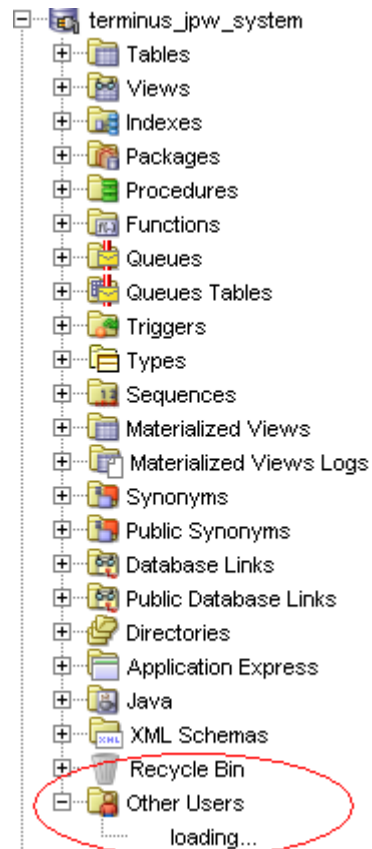 terminus_jpw_system
Tables
Views
Indexes
Packages
Procedures
Functions
Queues
Queues Tables
Triggers
Types
Sequences
Materialized Views
Materialized Views Logs
Synonyms
Public Synonyms
Database Links
Public Database Links
Directories
Application Express
Java
XML Schemas
Recycle Bin
Other Users
loading...